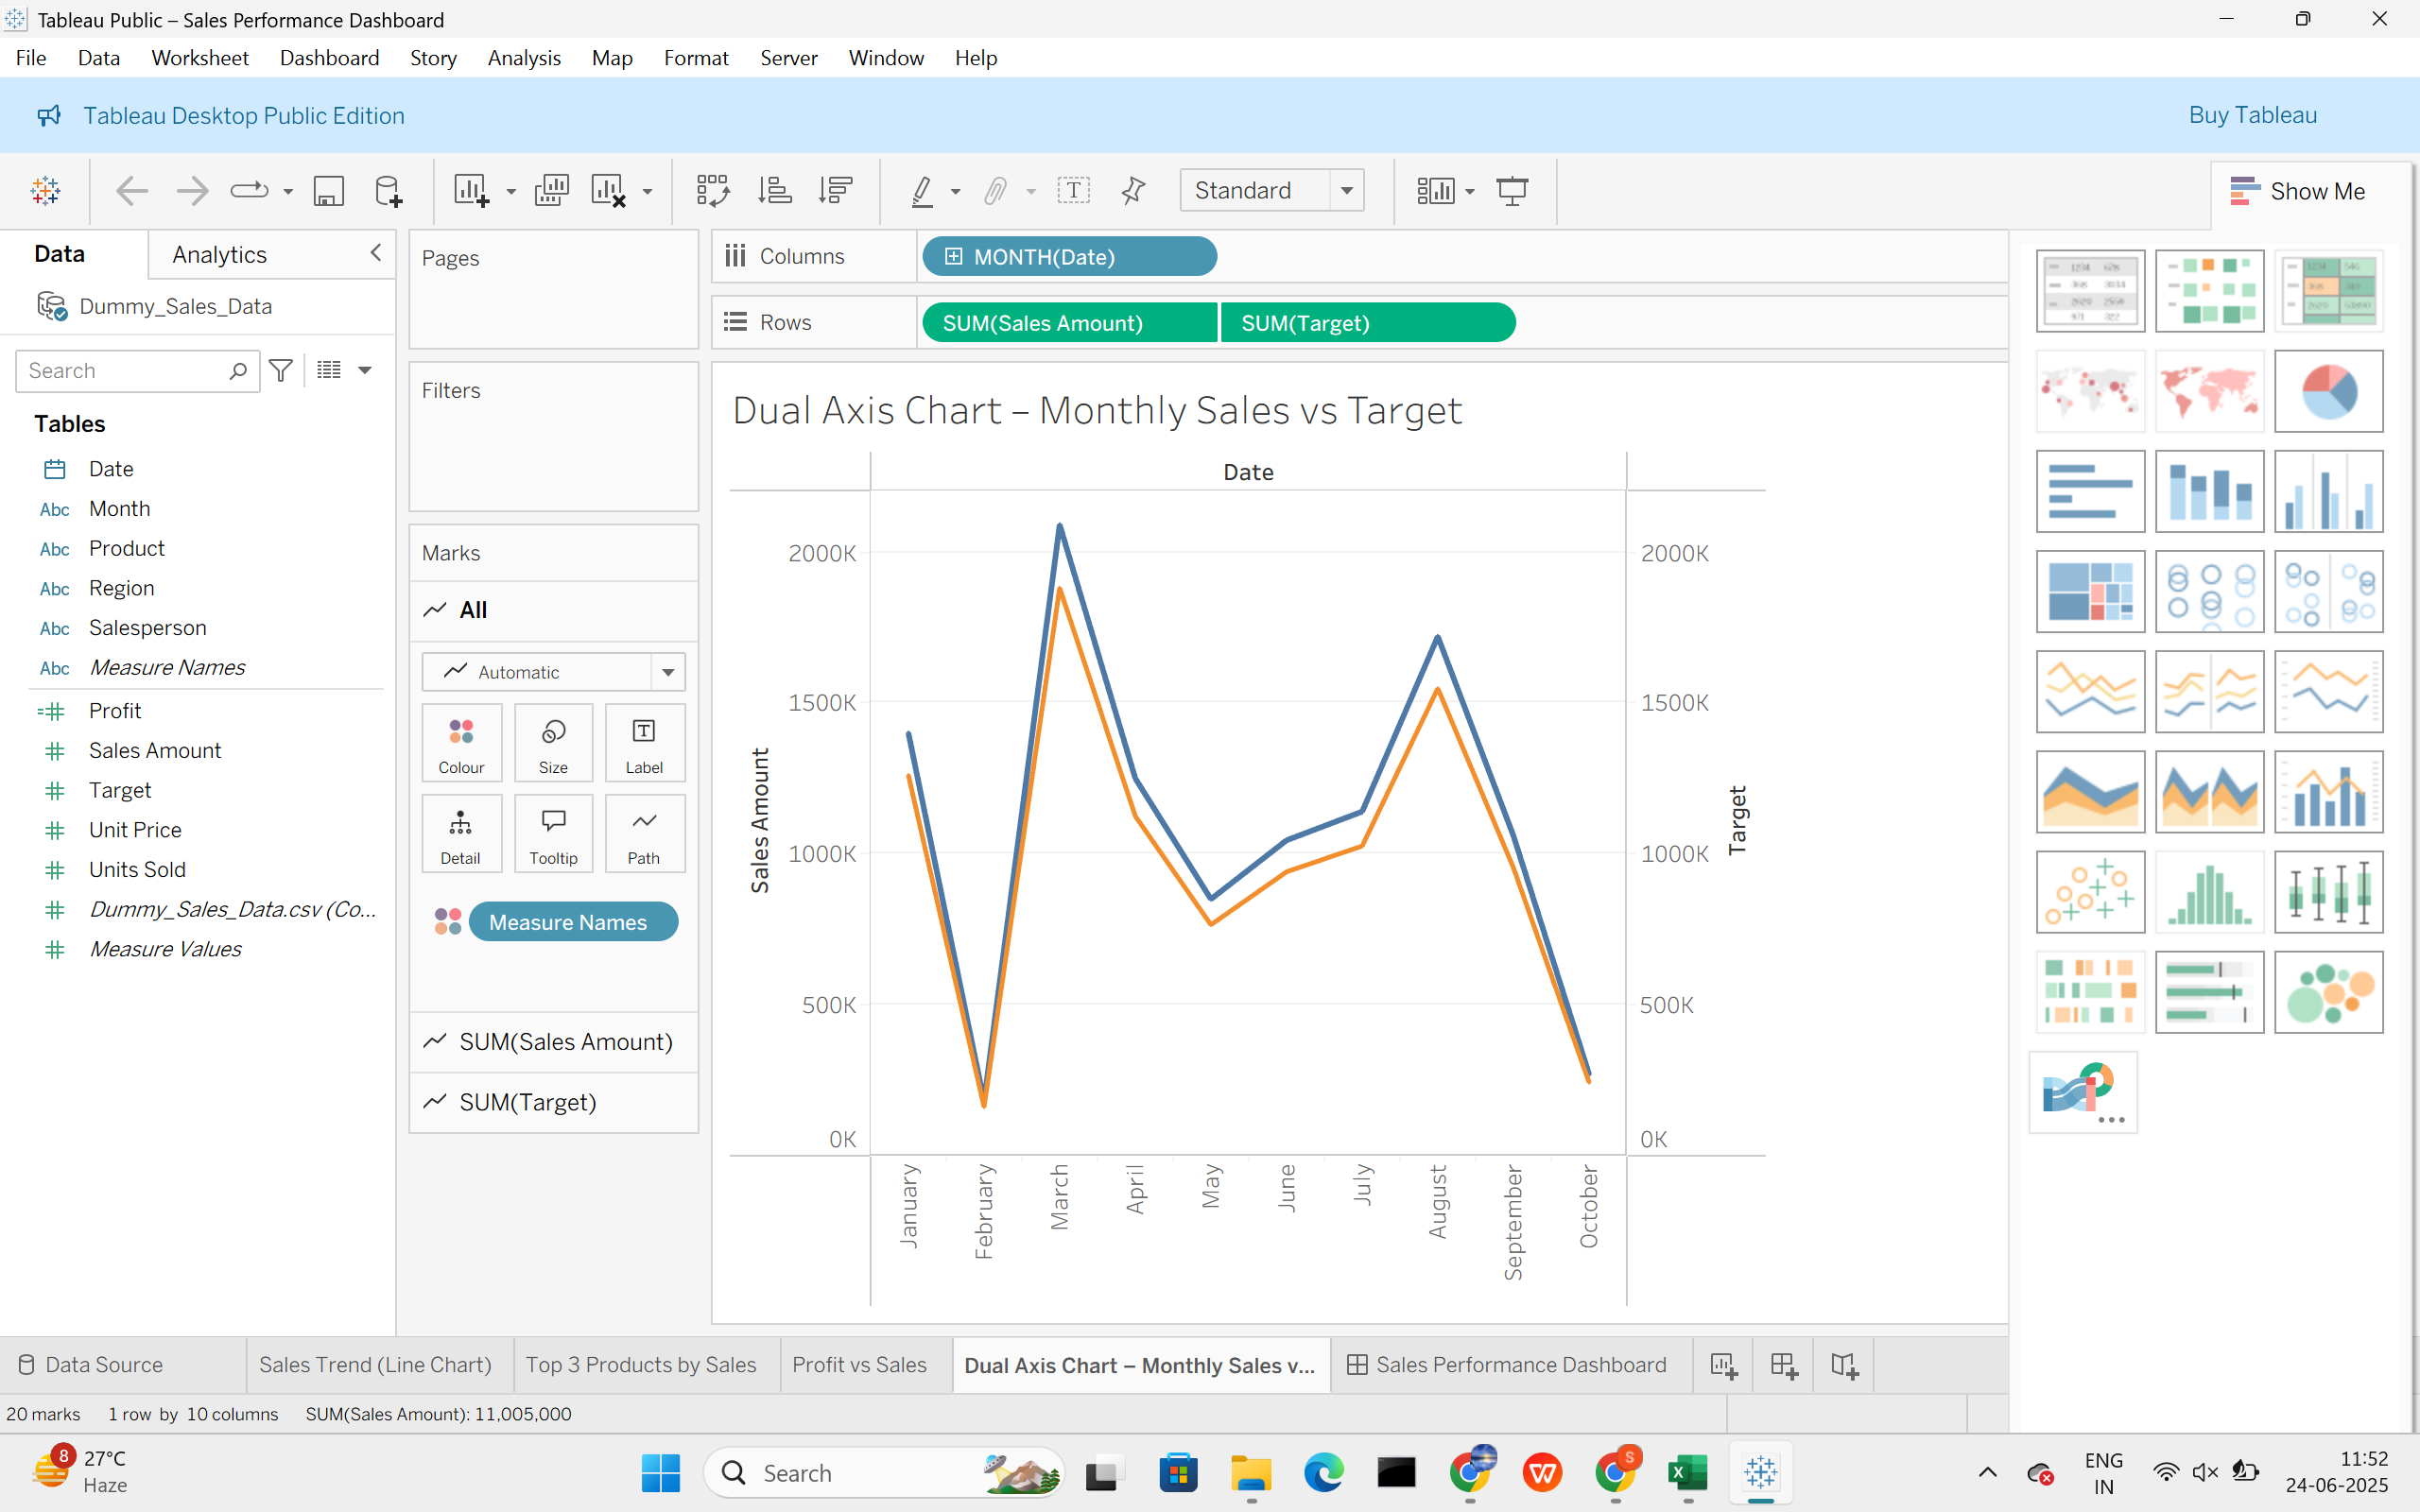 Tableau Public – Sales Performance Dashboard
File Data Worksheet Dashboard Story Analysis Map Format Server Window Help
Tableau Desktop Public Edition
Buy Tableau
Standard
Show Me
Data
Analytics
Dummy_Sales_Data
Search
Tables
Date
Abc Month
Abc Product
Abc Region
Abc Salesperson
Abc Measure Names
Profit
Sales Amount
Target
Unit Price
Units Sold
Dummy_Sales_Data.csv (Co...
Measure Values
Pages
Filters
Marks
All
Automatic
Colour Size Label
Detail Tooltip Path
Measure Names
SUM(Sales Amount)
SUM(Target)
Columns MONTH(Date)
Rows SUM(Sales Amount) SUM(Target)
Dual Axis Chart – Monthly Sales vs Target
Date
Sales Amount
2000K
1500K
1000K
500K
0K
2000K
1500K
1000K
500K
0K
Target
January
February
March
April
May
June
July
August
September
October
Data Source
Sales Trend (Line Chart)
Top 3 Products by Sales
Profit vs Sales
Dual Axis Chart – Monthly Sales v...
Sales Performance Dashboard
20 marks 1 row by 10 columns SUM(Sales Amount): 11,005,000
8
27°C
Haze
Search
S
ENG
IN
11:52
24-06-2025